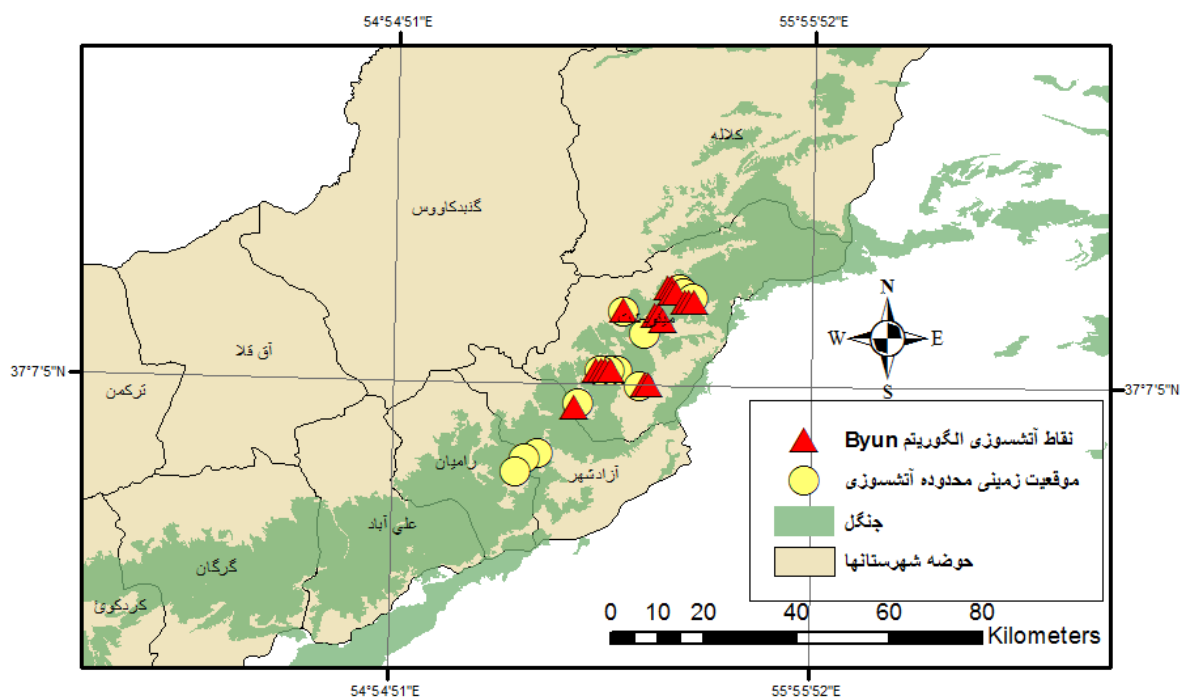 54°54'51"E
55°55'52"E
کلاله
گنبدکاووس
N
W
E
S
آق قلا
37°7'5"N
ترکمن
37°7'5"N
رامیان
آزادشهر
علي آباد
گرگان
کردکوئ
نقاط آتشسوزی الگوریتم Byun
موقعیت زمینی محدوده آتشسوزی
جنگل
حوضه شهرستانها
0 10 20 40 60 80
Kilometers
54°54'51"E
55°55'52"E